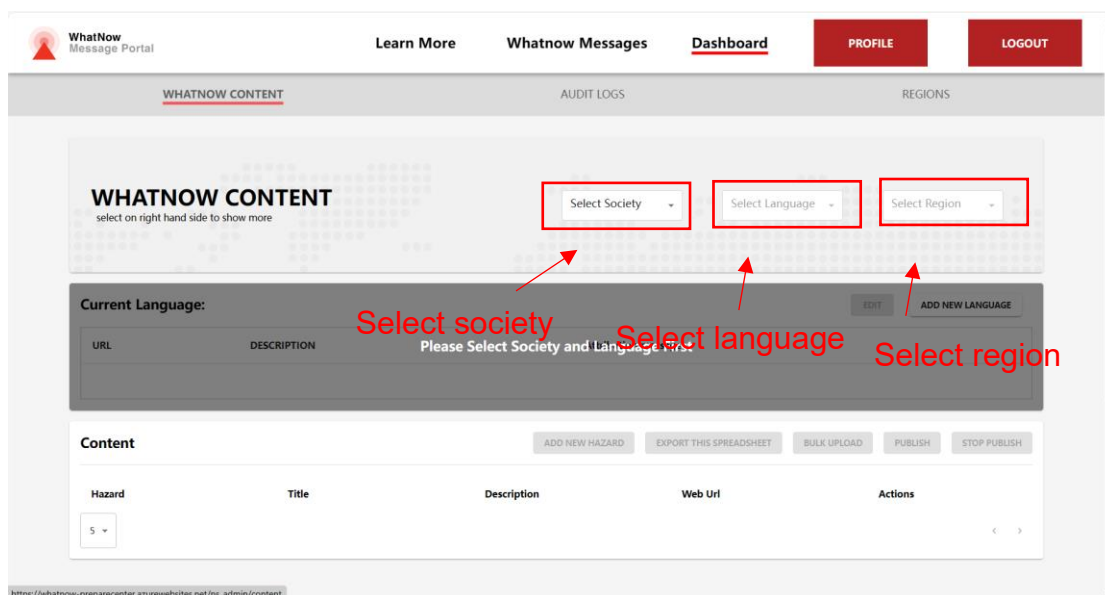 WhatNow
Message Portal
Learn More Whatnow Messages Dashboard PROFILE LOGOUT
WHATNOW CONTENT AUDIT LOGS REGIONS
WHATNOW CONTENT
select on right hand side to show more
Select Society Select Language Select Region
Current Language: EDIT ADD NEW LANGUAGE
Select society Select language Select region
URL DESCRIPTION
Please Select Society and Language First
Content ADD NEW HAZARD EXPORT THIS SPREADSHEET BULK UPLOAD PUBLISH STOP PUBLISH
Hazard Title Description Web Url Actions
5
https://whatnow-preparecenter.azurewebsites.net/ns_admin/content